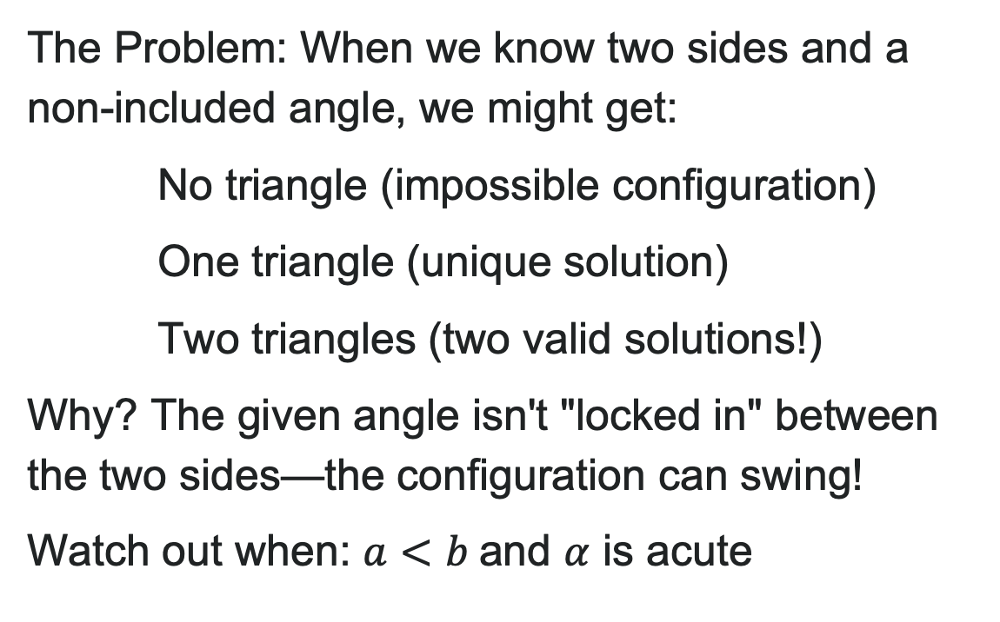 The Problem: When we know two sides and a
non-included angle, we might get:
No triangle (impossible configuration)
One triangle (unique solution)
Two triangles (two valid solutions!)
Why? The given angle isn't "locked in" between
the two sides—the configuration can swing!
Watch out when: 𝑎 < 𝑏 and 𝛼 is acute